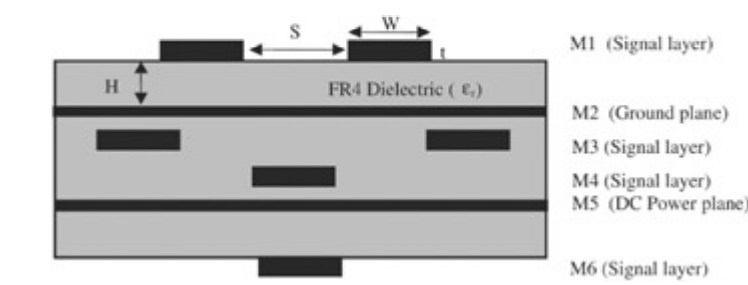 S
W
t
M1 (Signal layer)
H
FR4 Dielectric ( εr)
M2 (Ground plane)
M3 (Signal layer)
M4 (Signal layer)
M5 (DC Power plane)
M6 (Signal layer)